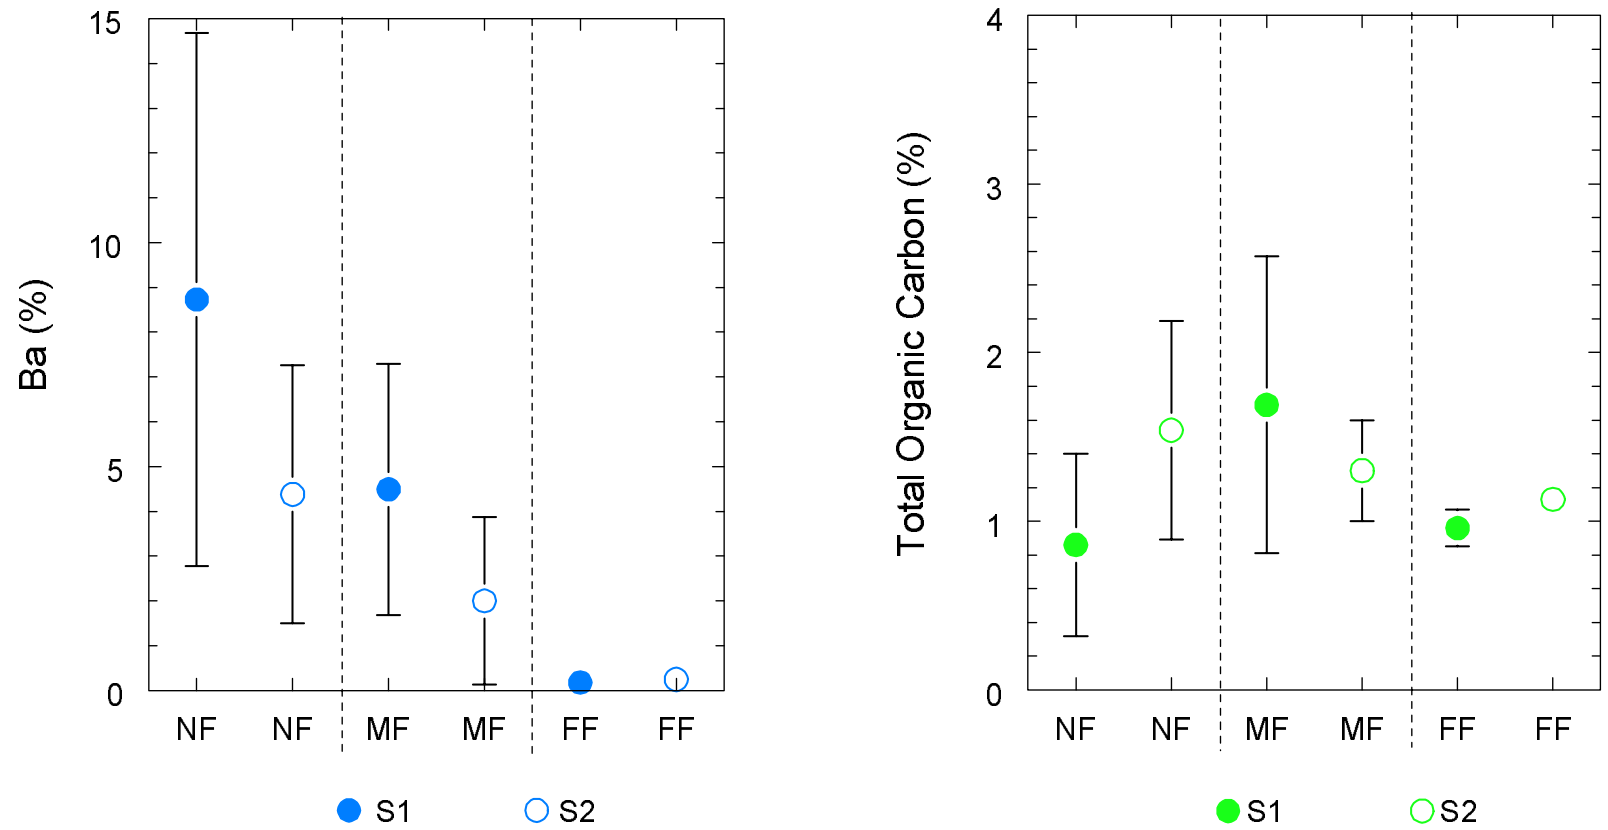 15
10
5
0
Ba (%)
NF NF MF MF FF FF
S1 S2
4
3
2
1
0
Total Organic Carbon (%)
NF NF MF MF FF FF
S1 S2